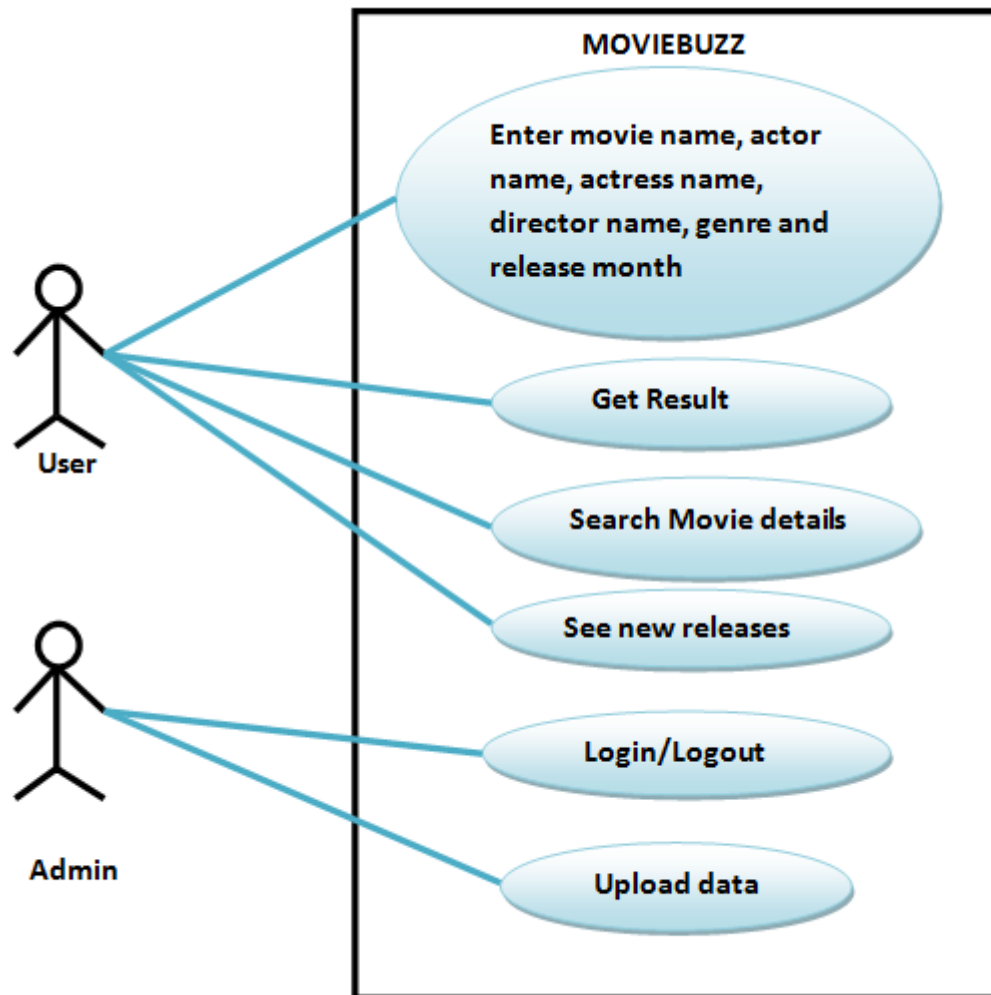 MOVIEBUZZ
Enter movie name, actor
name, actress name,
director name, genre and
release month
Get Result
User
Search Movie details
See new releases
Login/Logout
Admin
Upload data